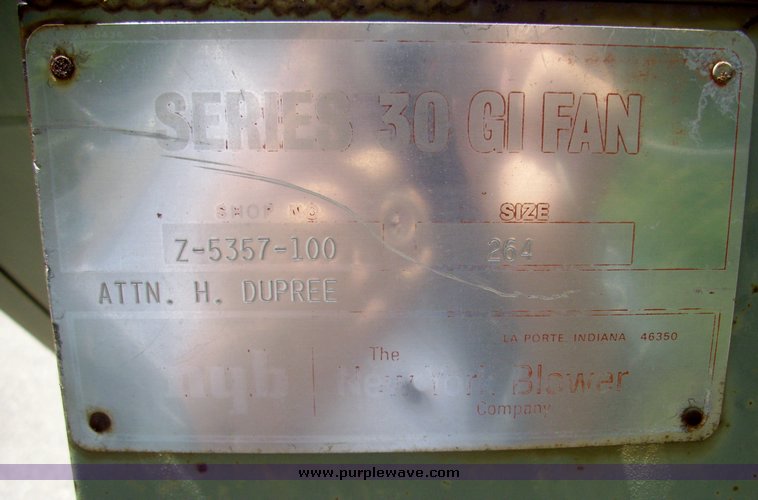 SERIES 30 GI FAN
SHOP NO SIZE
Z-5357-100 264
ATTN. H. DUPREE
LA PORTE INDIANA 46350
nyb The
New York Blower
Company
www.purplewave.com